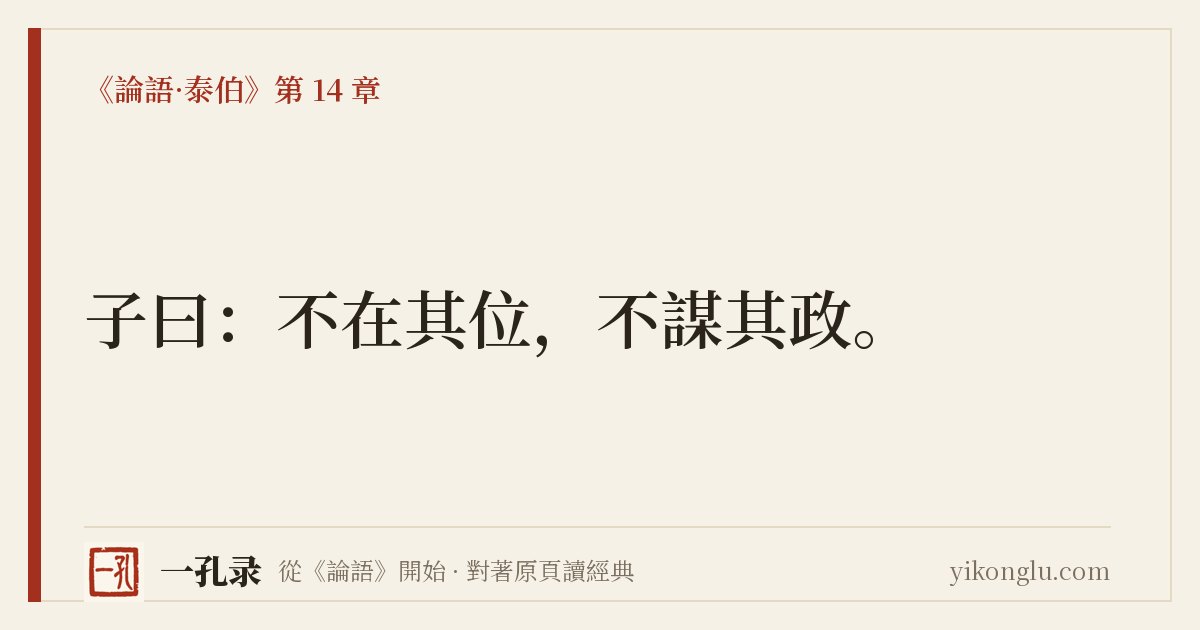 《論語·泰伯》第 14 章
子曰：不在其位，不謀其政。
一孔
一孔录 從《論語》開始 · 對著原頁讀經典 yikonglu.com